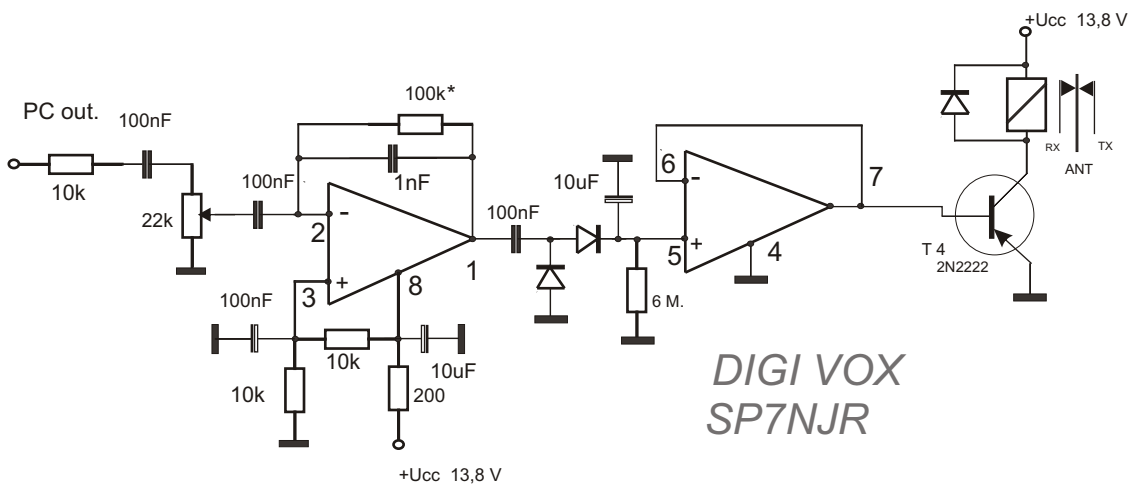 +Ucc 13,8 V
PC out.
100nF
10k
22k
100nF
100k*
1nF
2
-
3
+
8
1
100nF
10k
10k
10uF
200
+Ucc 13,8 V
100nF
10uF
6 M.
6
-
5
+
4
7
T 4
2N2222
RX
TX
ANT
DIGI VOX
SP7NJR